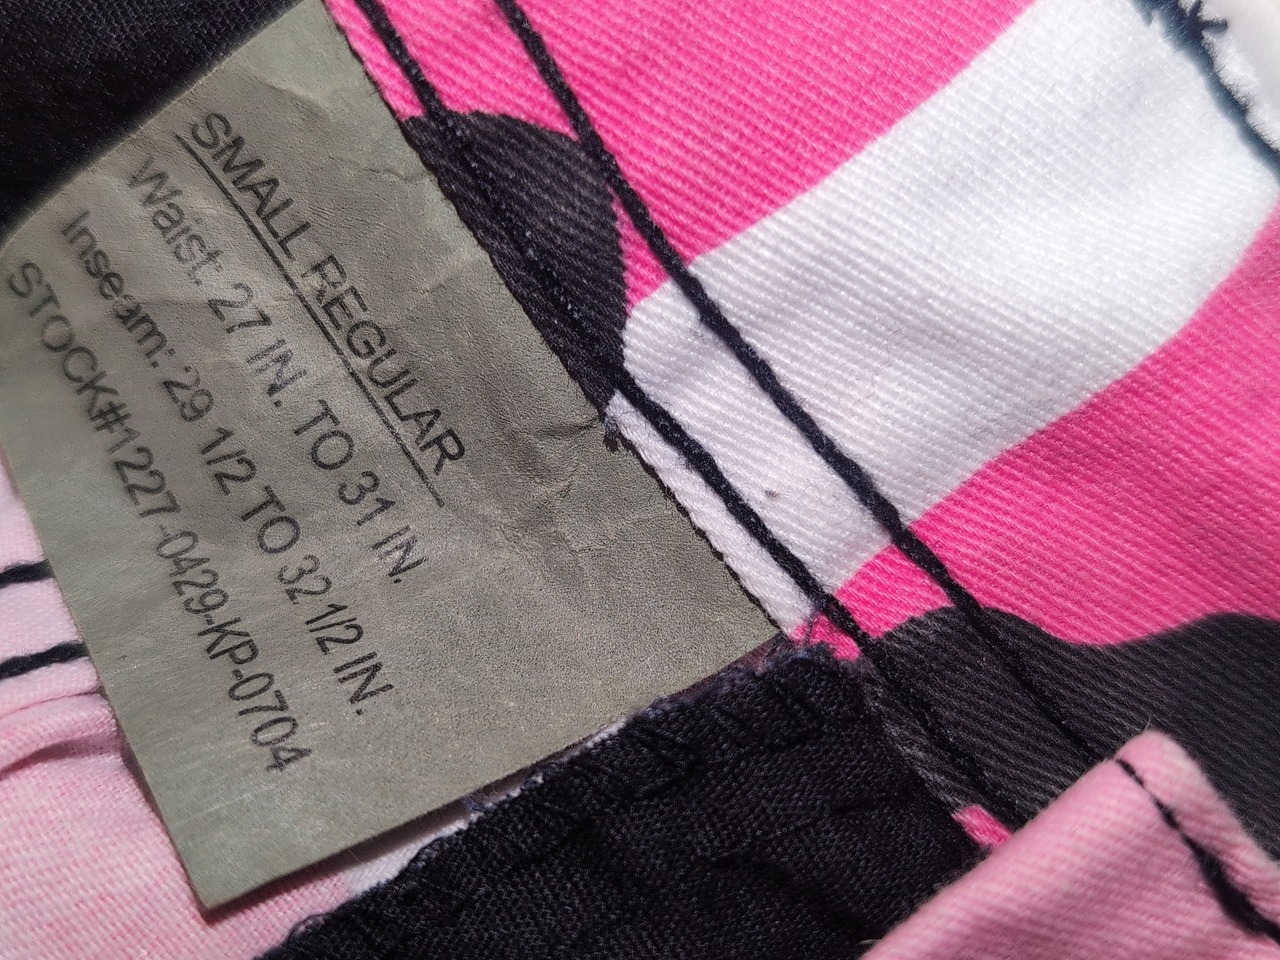 SMALL REGULAR
Waist: 27 IN. TO 31 IN.
Inseam: 29 1/2 TO 32 1/2 IN.
STOCK#1227-0429-KP-0704